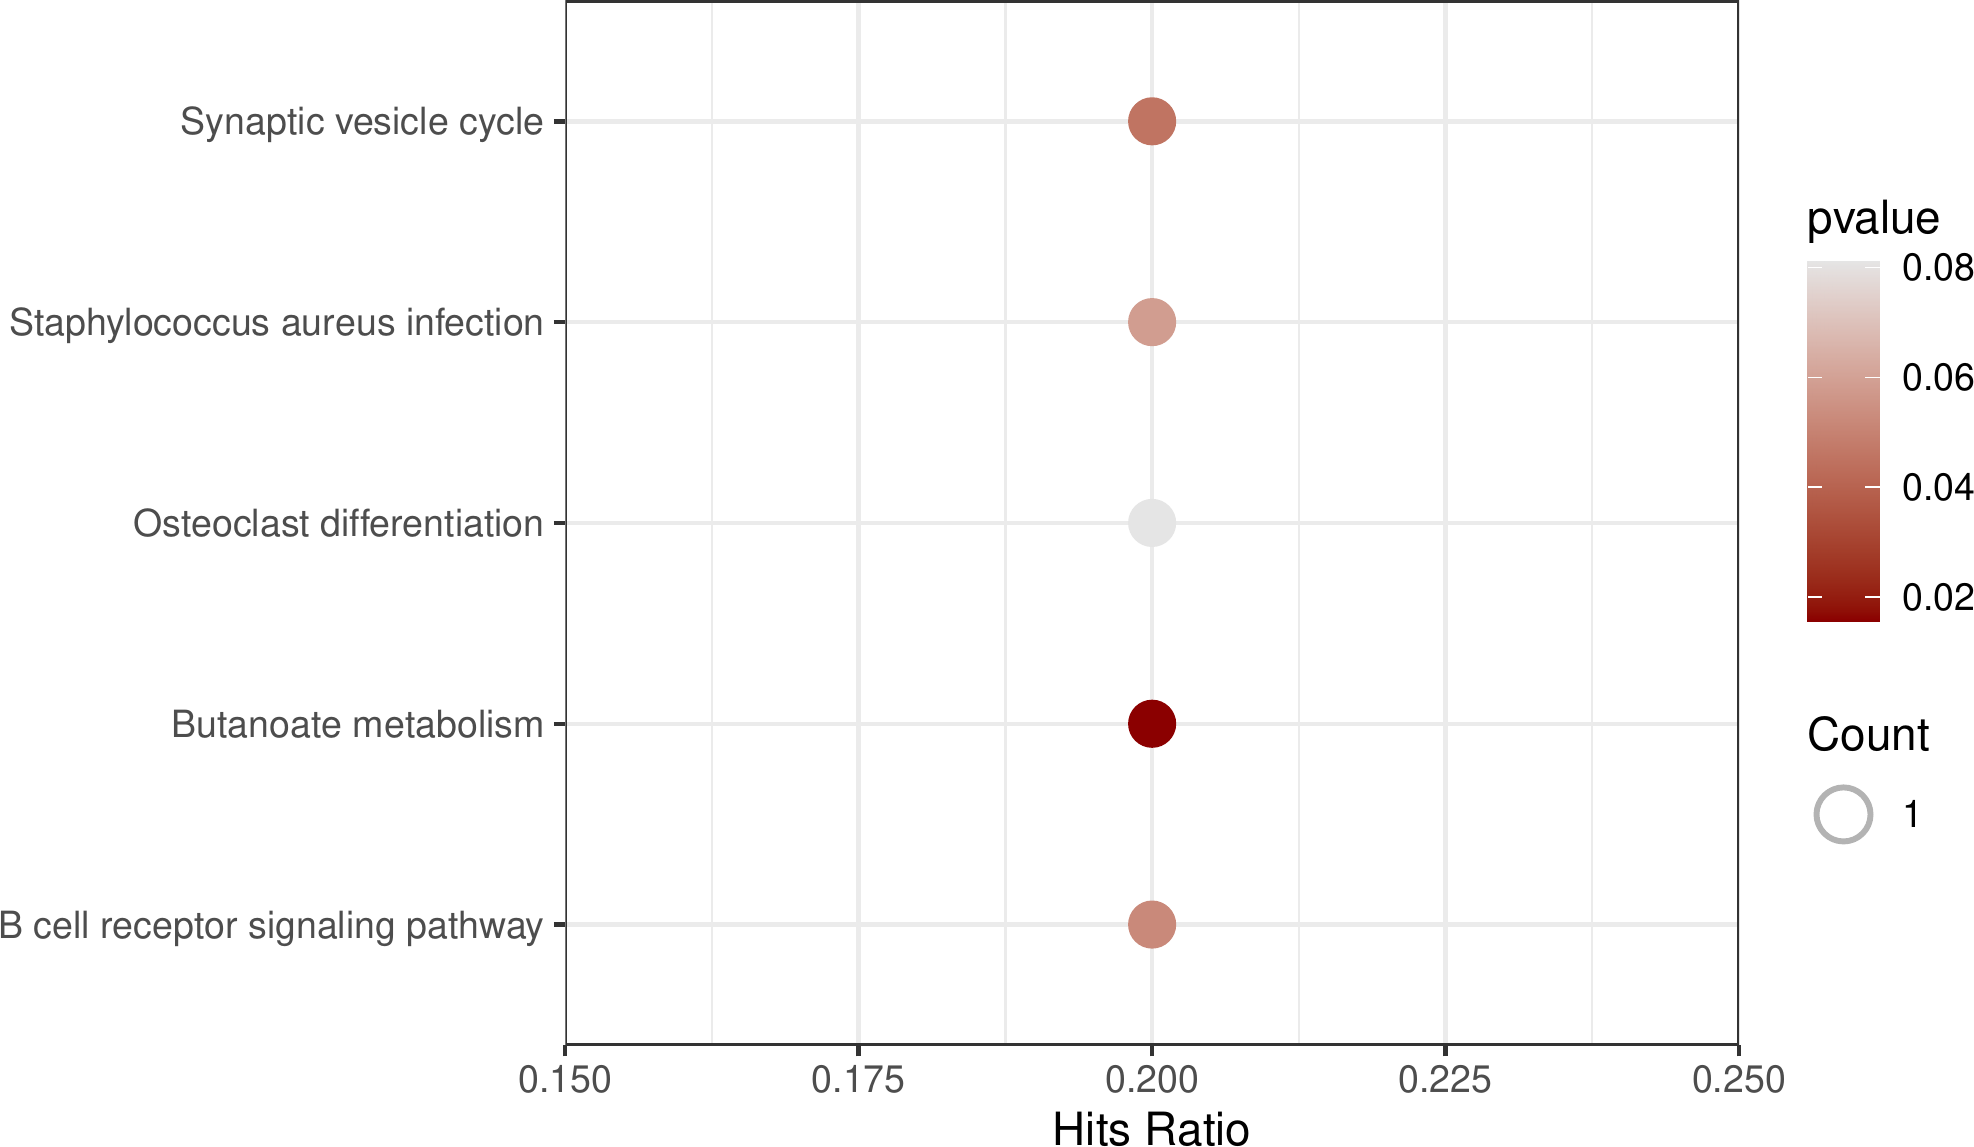 Synaptic vesicle cycle
Staphylococcus aureus infection
Osteoclast differentiation
Butanoate metabolism
B cell receptor signaling pathway
0.150 0.175 0.200 0.225 0.250
Hits Ratio
pvalue
0.08
0.06
0.04
0.02
Count
1